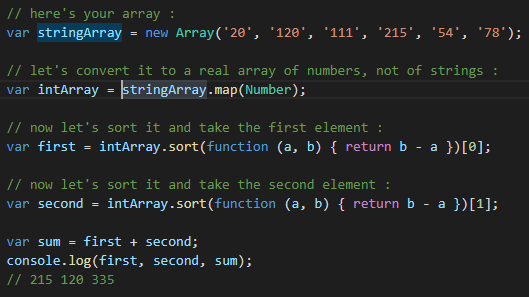 // here's your array :
var stringArray = new Array('20', '120', '111', '215', '54', '78');
// let's convert it to a real array of numbers, not of strings :
var intArray = stringArray.map(Number);
// now let's sort it and take the first element :
var first = intArray.sort(function (a, b) { return b - a })[0];
// now let's sort it and take the second element :
var second = intArray.sort(function (a, b) { return b - a })[1];
var sum = first + second;
console.log(first, second, sum);
// 215 120 335